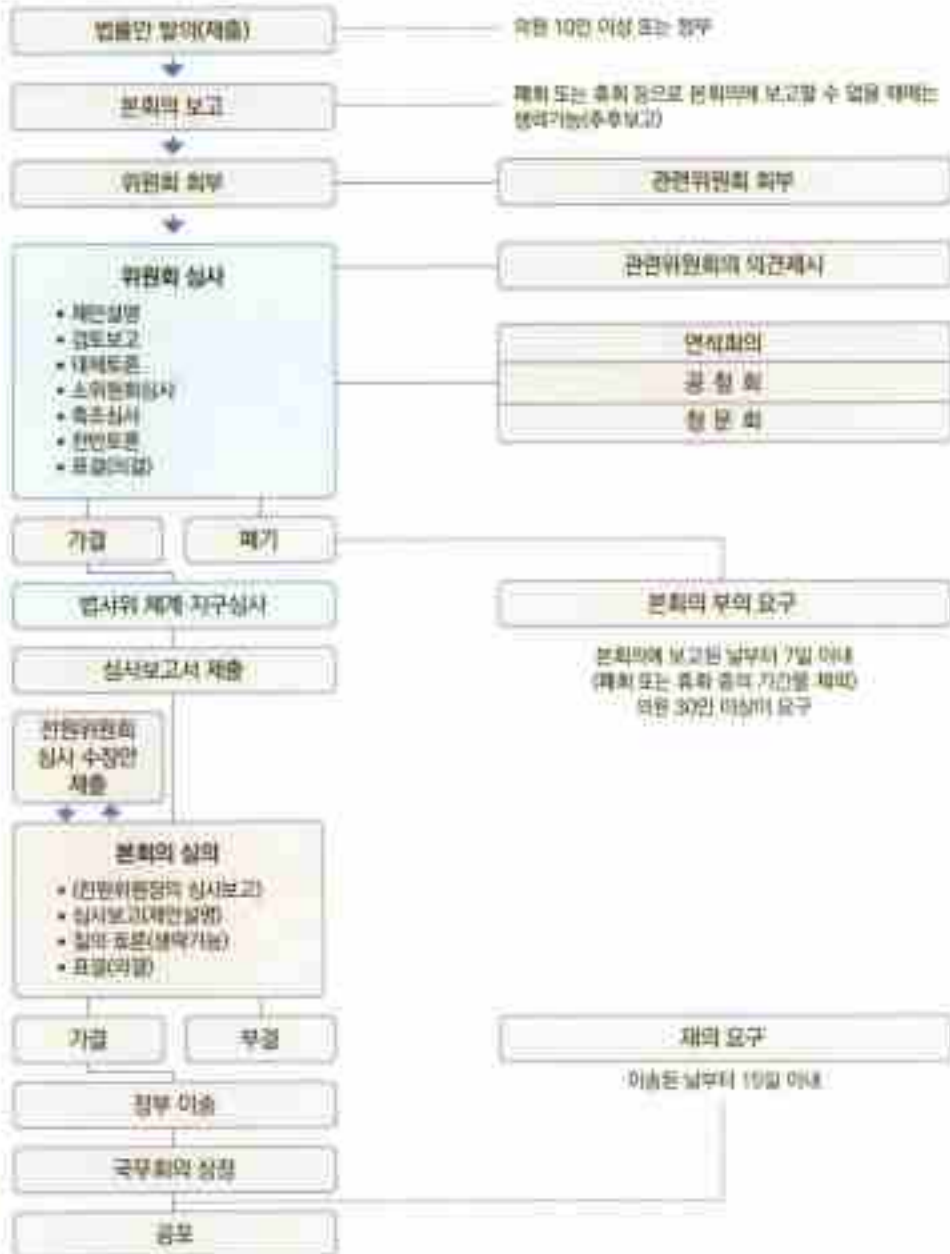 법률안 발의(제출)
의원 10인 이상 또는 정부
본회의 보고
폐회 또는 휴회 등으로 본회의에 보고할 수 없을 때에는
생략가능(추후보고)
위원회 회부
관련위원회 회부
위원회 심사
• 제안설명
• 검토보고
• 대체토론
• 소위원회심사
• 축조심사
• 찬반토론
• 표결(의결)
관련위원회의 의견제시
연석회의
공 청 회
청 문 회
가결
폐기
법사위 체계·자구심사
본회의 부의 요구
심사보고서 제출
본회의에 보고된 날부터 7일 이내
(폐회 또는 휴회 중의 기간을 제외)
의원 30인 이상이 요구
전원위원회
심사 수정안
제출
본회의 심의
• (전원위원장의 심사보고)
• 심사보고(제안설명)
• 질의·토론(생략가능)
• 표결(의결)
가결
부결
재의 요구
이송된 날부터 15일 이내
정부 이송
국무회의 상정
공포